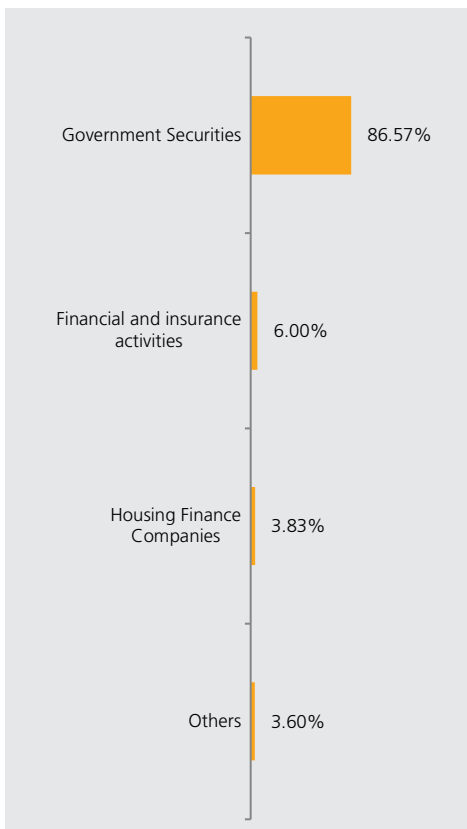 Government Securities
86.57%
Financial and insurance
activities
6.00%
Housing Finance
Companies
3.83%
Others
3.60%